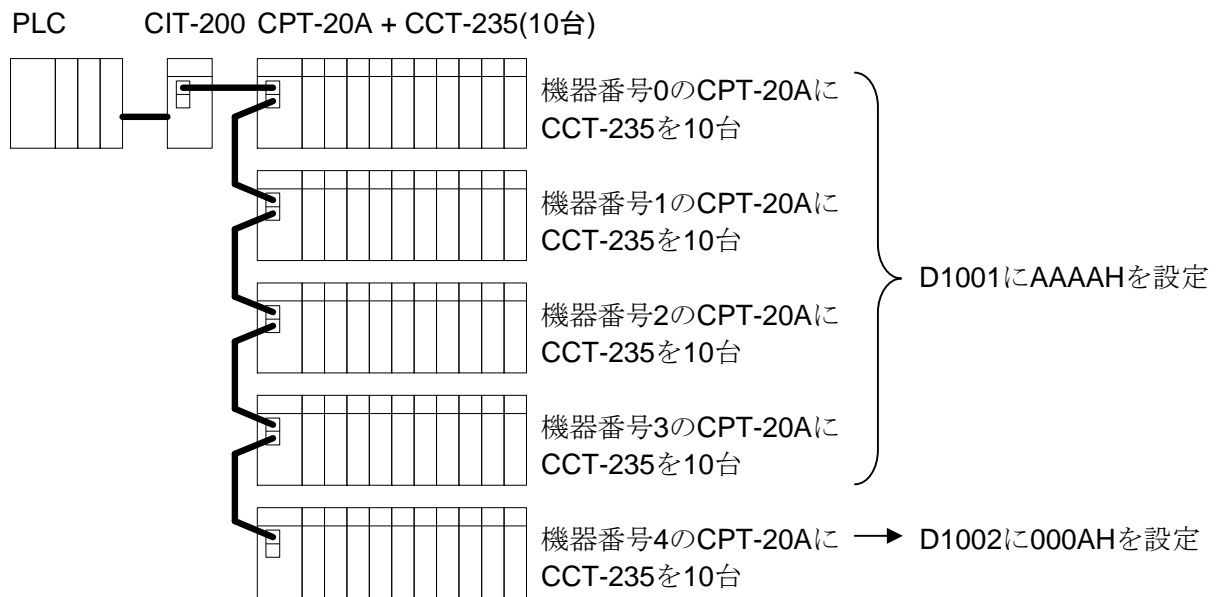 PLC CIT-200 CPT-20A + CCT-235(10台)
機器番号0のCPT-20Aに
CCT-235を10台
機器番号1のCPT-20Aに
CCT-235を10台
D1001にAAAAHを設定
機器番号2のCPT-20Aに
CCT-235を10台
機器番号3のCPT-20Aに
CCT-235を10台
機器番号4のCPT-20Aに
D1002に000AHを設定
CCT-235を10台